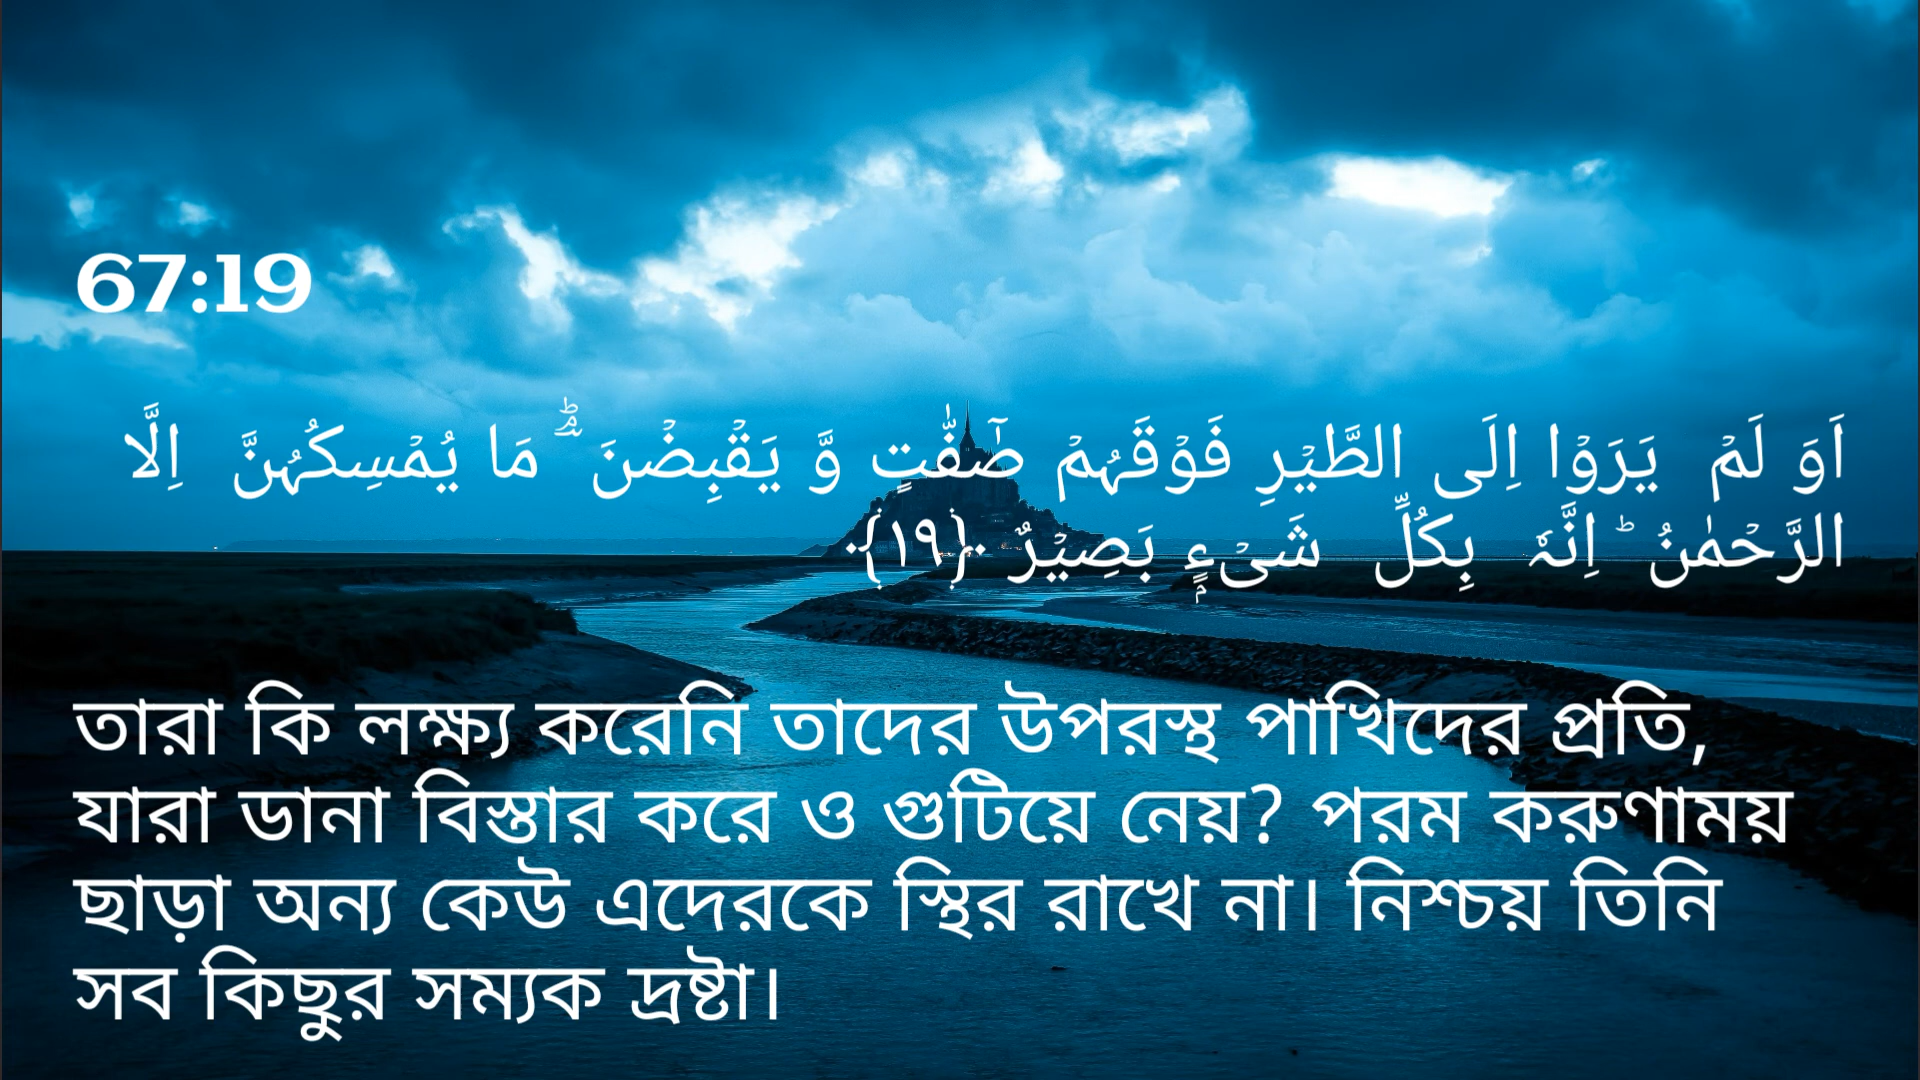 67:19
اَوَ لَمۡ یَرَوۡا اِلَی الطَّیۡرِ فَوۡقَہُمۡ صٰٓفّٰتٍ وَّ یَقۡبِضۡنَ ؔۘؕ مَا یُمۡسِکُہُنَّ اِلَّا
الرَّحۡمٰنُ ؕ اِنَّہٗ بِکُلِّ شَیۡءٍۭ بَصِیۡرٌ ﴿۱۹﴾
তারা কি লক্ষ্য করেনি তাদের উপরস্থ পাখিদের প্রতি,
যারা ডানা বিস্তার করে ও গুটিয়ে নেয়? পরম করুণাময়
ছাড়া অন্য কেউ এদেরকে স্থির রাখে না। নিশ্চয় তিনি
সব কিছুর সম্যক দ্রষ্টা।